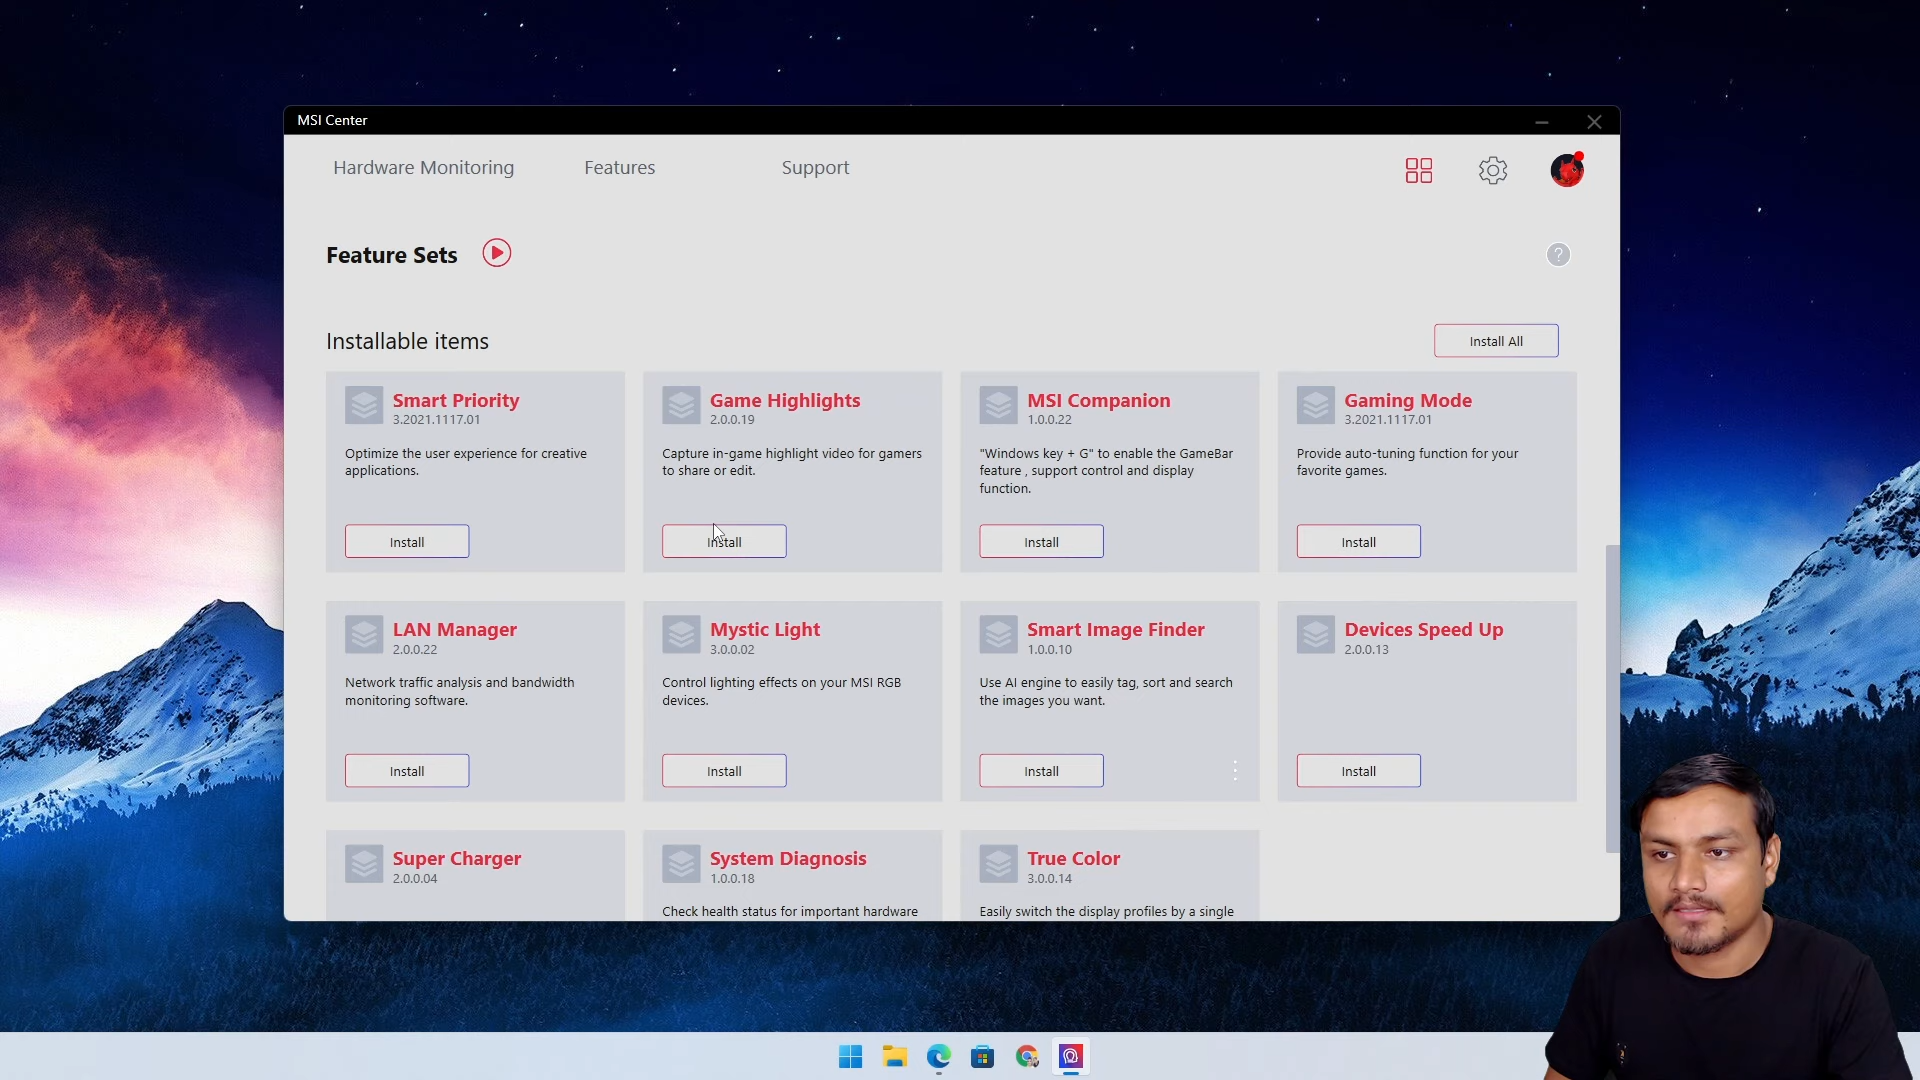 MSI Center
Hardware Monitoring
Features
Support
Feature Sets
?
Installable items
Install All
Smart Priority
3.2021.1117.01
Optimize the user experience for creative
applications.
Install
Game Highlights
2.0.0.19
Capture in-game highlight video for gamers
to share or edit.
Install
MSI Companion
1.0.0.22
"Windows key + G" to enable the GameBar
feature , support control and display
function.
Install
Gaming Mode
3.2021.1117.01
Provide auto-tuning function for your
favorite games.
Install
LAN Manager
2.0.0.22
Network traffic analysis and bandwidth
monitoring software.
Install
Mystic Light
3.0.0.02
Control lighting effects on your MSI RGB
devices.
Install
Smart Image Finder
1.0.0.10
Use AI engine to easily tag, sort and search
the images you want.
Install
Devices Speed Up
2.0.0.13
Install
Super Charger
2.0.0.04
System Diagnosis
1.0.0.18
Check health status for important hardware
True Color
3.0.0.14
Easily switch the display profiles by a single